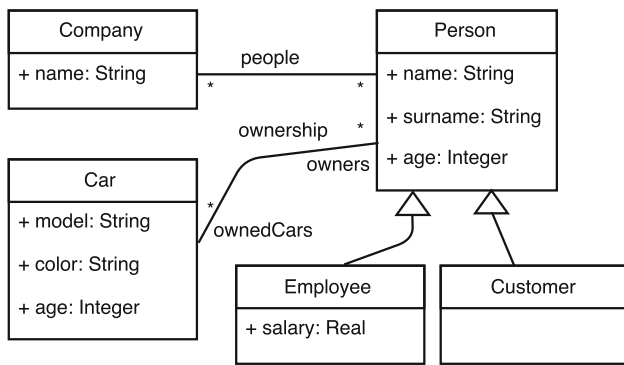 Company
+ name: String
people
*
*
Person
+ name: String
+ surname: String
+ age: Integer
ownership
*
owners
*
ownedCars
Car
+ model: String
+ color: String
+ age: Integer
Employee
+ salary: Real
Customer